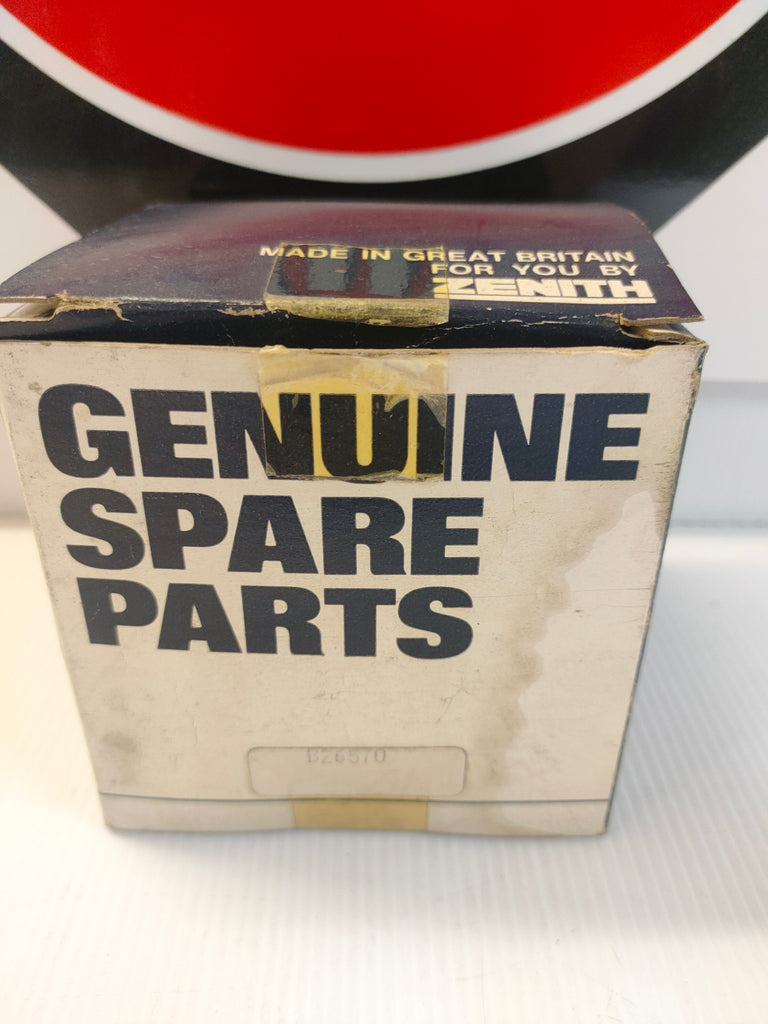 MADE IN GREAT BRITAIN
FOR YOU BY
ZENITH
GENUINE
SPARE
PARTS
B26570